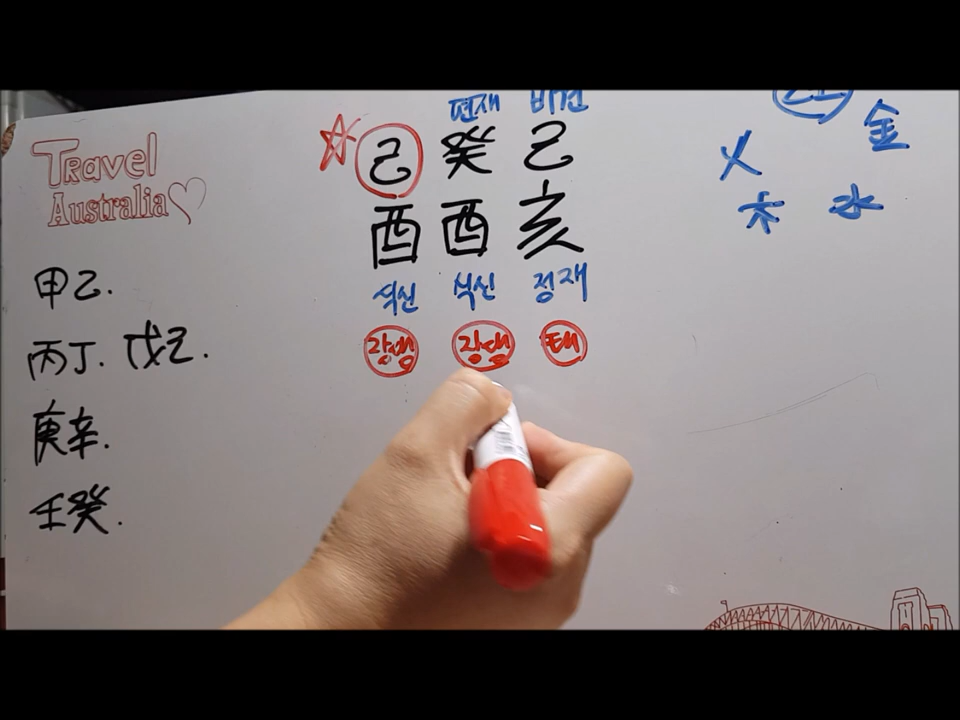 Travel
Australia
편재 비견
己 癸 己
酉 酉 亥
식신 식신 정재
장생 장생 태
甲乙.
丙丁. 戊己.
庚辛.
壬癸.
金
火
木 水